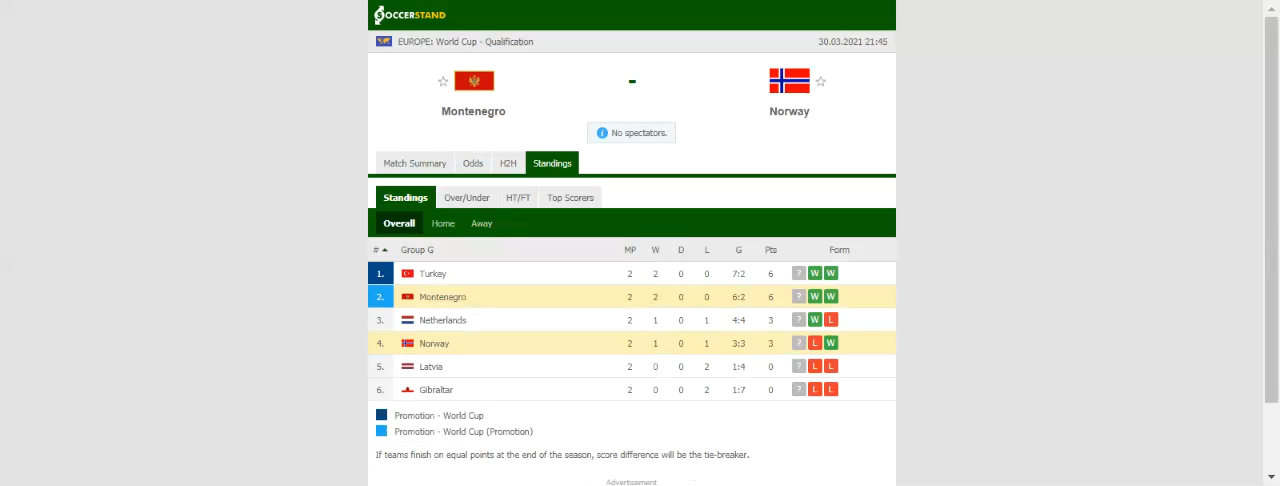 SOCCERSTAND
EUROPE: World Cup - Qualification 30.03.2021 21:45
-
Montenegro Norway
No spectators.
Match Summary Odds H2H Standings
Standings Over/Under HT/FT Top Scorers
Overall Home Away
# Group G MP W D L G Pts Form
1. Turkey 2 2 0 0 7:2 6 ? W W
2. Montenegro 2 2 0 0 6:2 6 ? W W
3. Netherlands 2 1 0 1 4:4 3 ? W L
4. Norway 2 1 0 1 3:3 3 ? L W
5. Latvia 2 0 0 2 1:4 0 ? L L
6. Gibraltar 2 0 0 2 1:7 0 ? L L
Promotion - World Cup
Promotion - World Cup (Promotion)
If teams finish on equal points at the end of the season, score difference will be the tie-breaker.
Advertisement